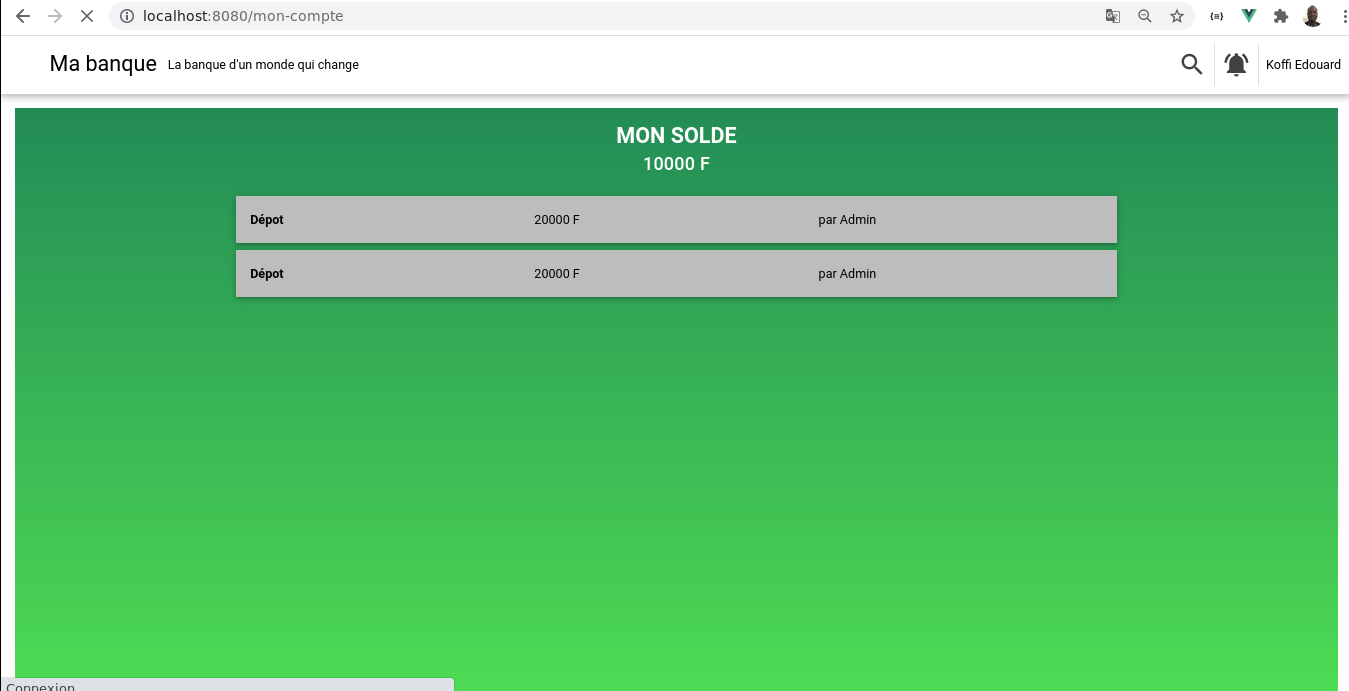 localhost:8080/mon-compte
Ma banque La banque d'un monde qui change Koffi Edouard
MON SOLDE
10000 F
Dépot 20000 F par Admin
Dépot 20000 F par Admin
Connexion